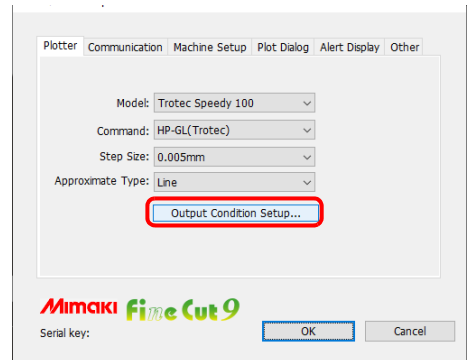 Plotter Communication Machine Setup Plot Dialog Alert Display Other
Model: Trotec Speedy 100
Command: HP-GL(Trotec)
Step Size: 0.005mm
Approximate Type: Line
Output Condition Setup...
Mimaki Fine Cut 9
Serial key: OK Cancel